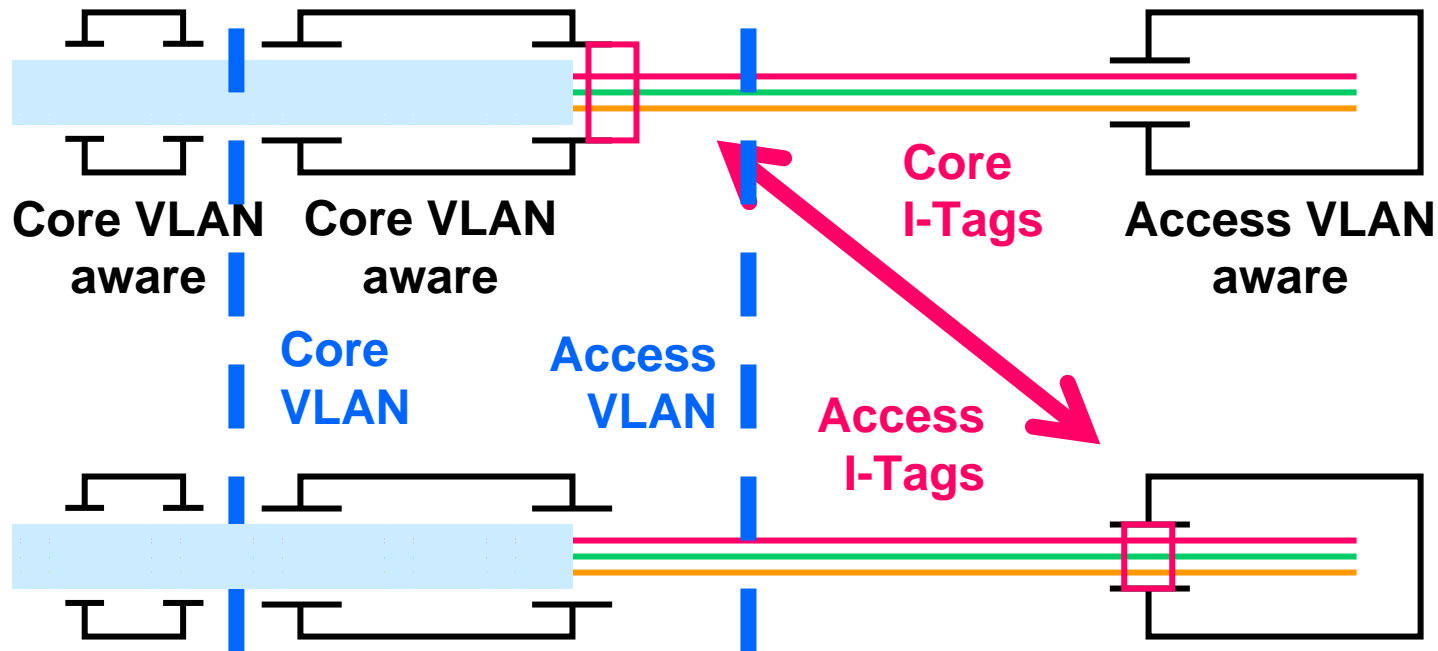 Core VLAN
aware
Core VLAN
aware
Core
I-Tags
Access VLAN
aware
Core
VLAN
Access
VLAN
Access
I-Tags